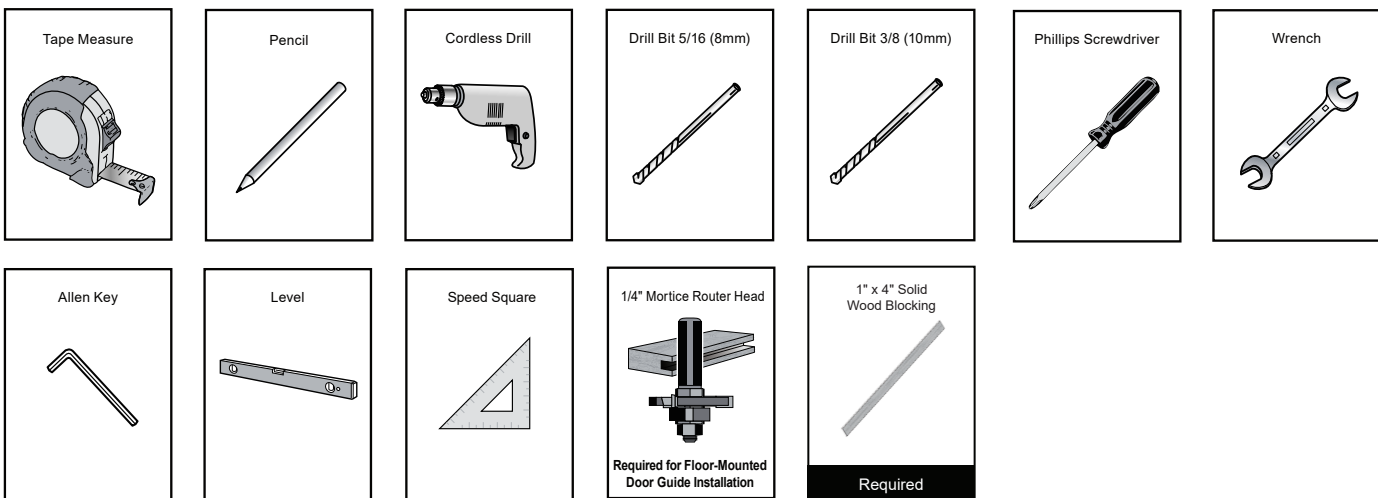 Tape Measure
Pencil
Cordless Drill
Drill Bit 5/16 (8mm)
Drill Bit 3/8 (10mm)
Phillips Screwdriver
Wrench
Allen Key
Level
Speed Square
1/4" Mortice Router Head
Required for Floor-Mounted
Door Guide Installation
1" x 4" Solid
Wood Blocking
Required